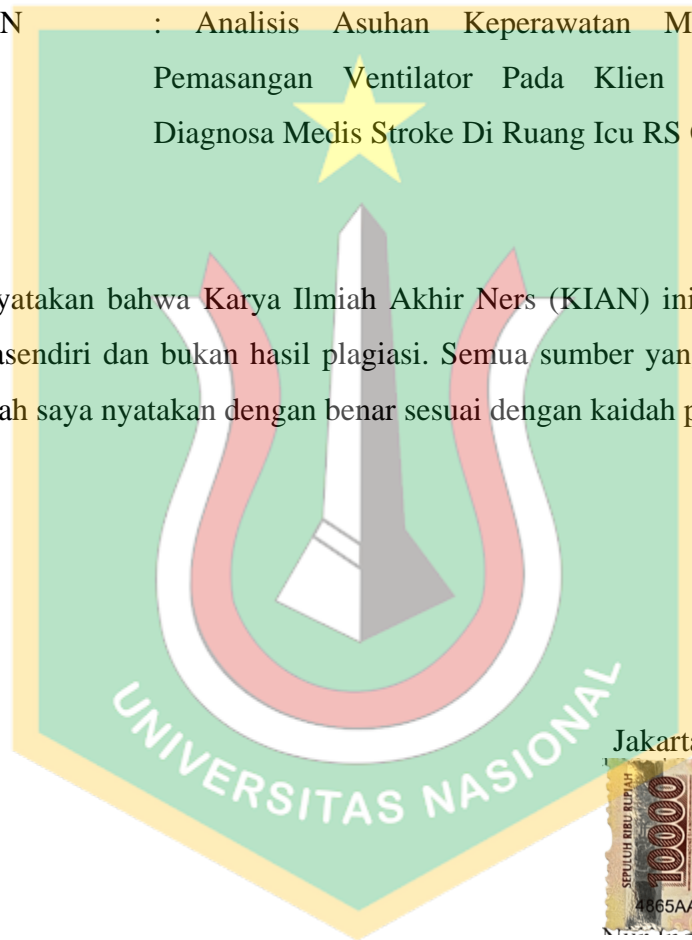 N : Analisis Asuhan Keperawatan M
Pemasangan Ventilator Pada Klien
Diagnosa Medis Stroke Di Ruang Icu RS
yatakan bahwa Karya Ilmiah Akhir Ners (KIAN) ini
asendiri dan bukan hasil plagiasi. Semua sumber yan
ah saya nyatakan dengan benar sesuai dengan kaidah p
UNIVERSITAS NASIONAL
Jakarta
SEPULUH RIBU RUPIAH
10000
4865AA